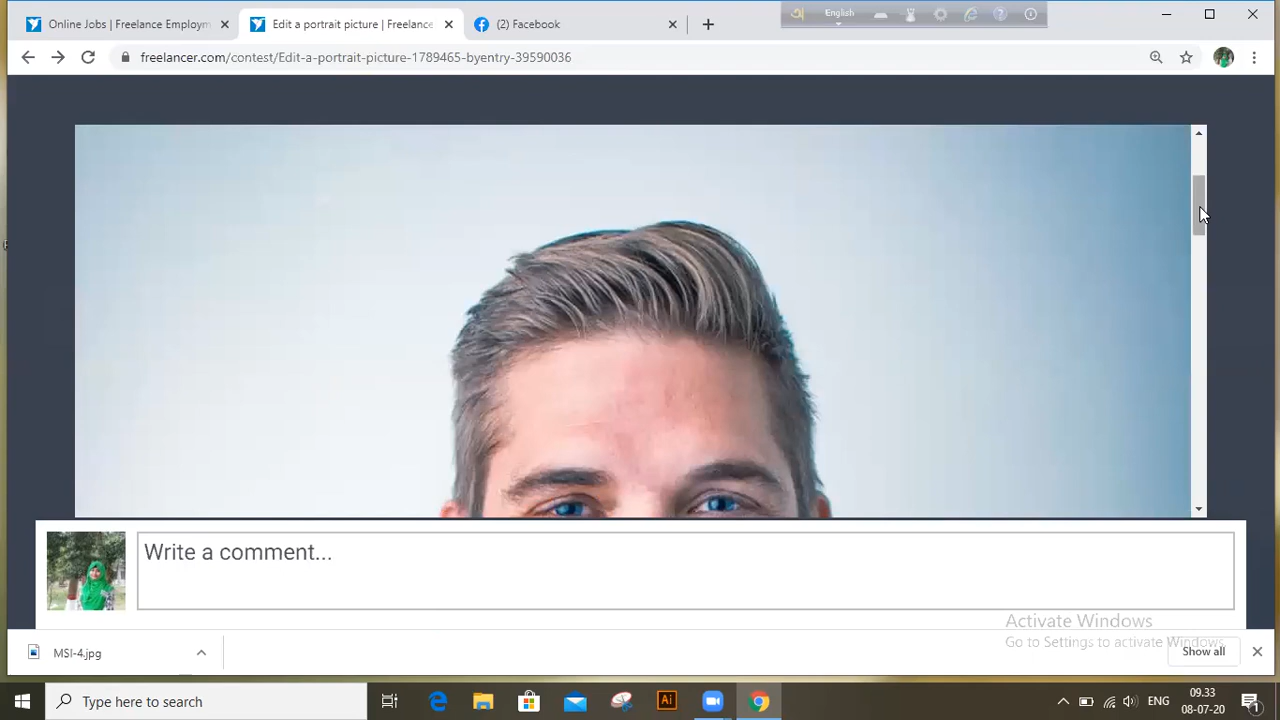 Online Jobs | Freelance Employm
Edit a portrait picture | Freelance
(2) Facebook
English
freelancer.com/contest/Edit-a-portrait-picture-1789465-byentry-39590036
Write a comment...
Activate Windows
Go to Settings to activate Windows.
MSI-4.jpg
Show all
Type here to search
Ai
ENG
09.33
08-07-20
1